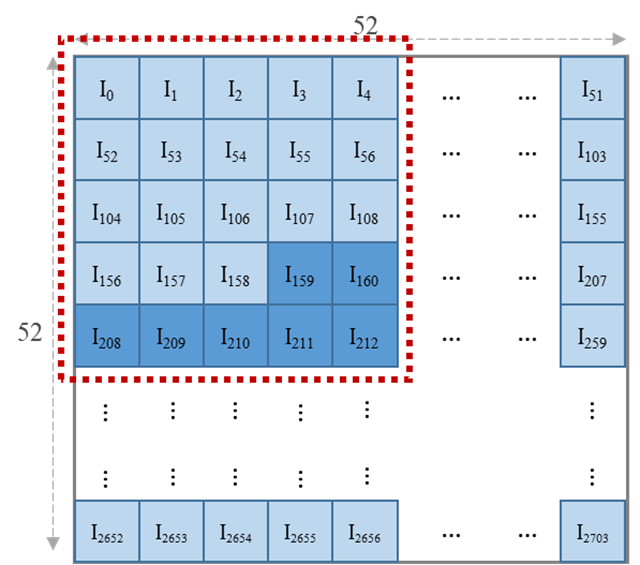 52
I0 I1 I2 I3 I4 ... ... I51
I52 I53 I54 I55 I56 ... ... I103
I104 I105 I106 I107 I108 ... ... I155
I156 I157 I158 I159 I160 ... ... I207
52
I208 I209 I210 I211 I212 ... ... I259
⋮ ⋮ ⋮ ⋮ ⋮ ⋮
⋮ ⋮ ⋮ ⋮ ⋮ ⋮
I2652 I2653 I2654 I2655 I2656 ... ... I2703